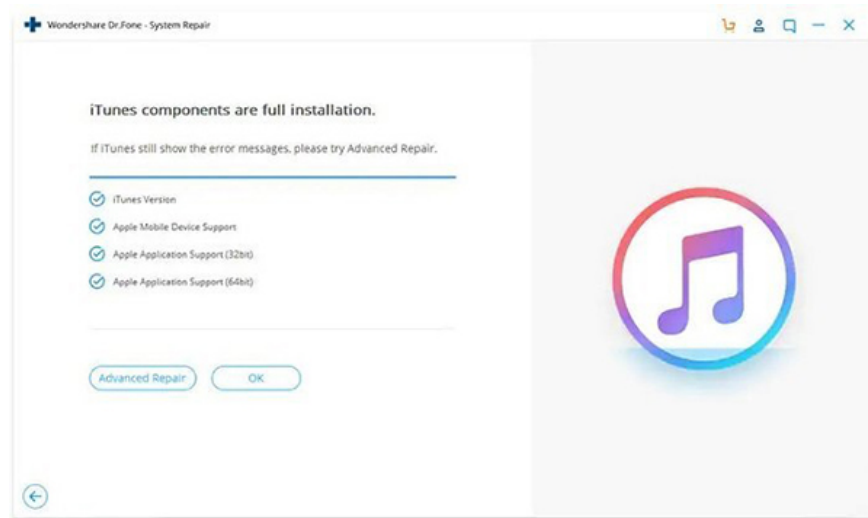 Wondershare Dr.Fone - System Repair
iTunes components are full installation.
If iTunes still show the error messages, please try Advanced Repair.
iTunes Version
Apple Mobile Device Support
Apple Application Support (32bit)
Apple Application Support (64bit)
Advanced Repair OK